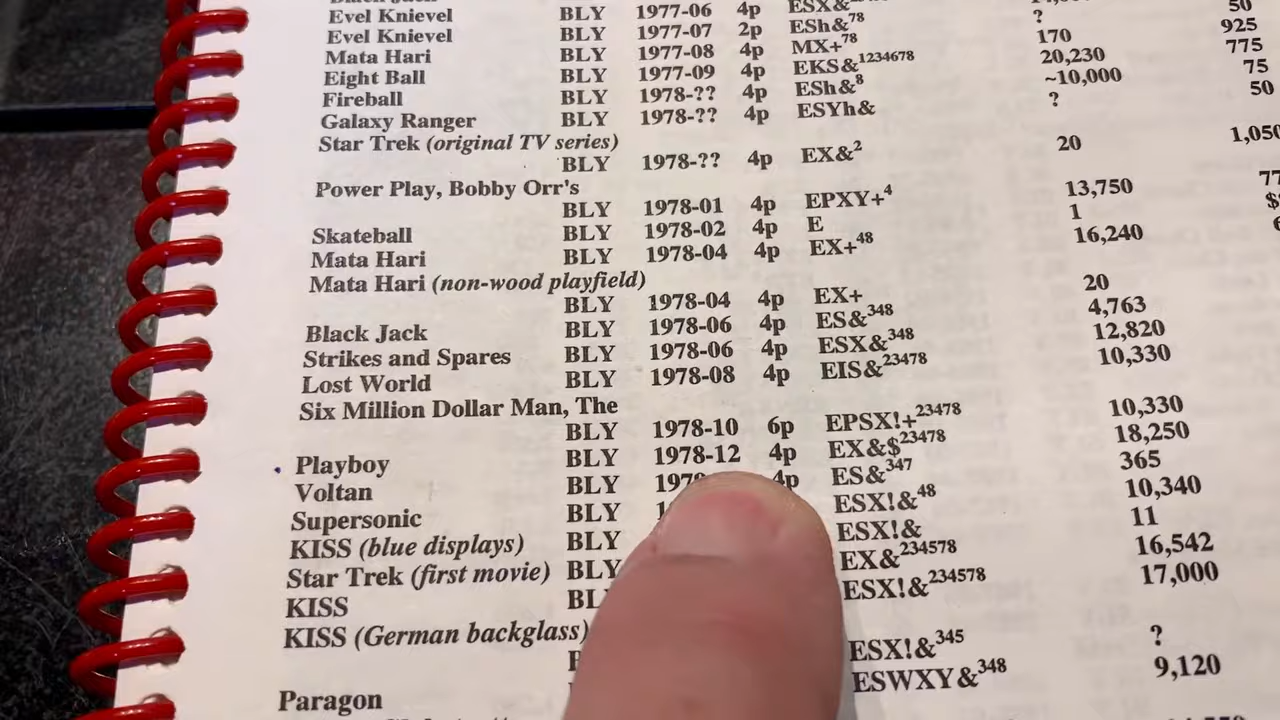 Evel Knievel BLY 1977-06 4p ESX&
Evel Knievel BLY 1977-07 2p ESh&78 ? 50
Mata Hari BLY 1977-08 4p MX+78 170 925
Eight Ball BLY 1977-09 4p EKS&1234678 20,230 775
Fireball BLY 1978-?? 4p ESh&8 ~10,000 75
Galaxy Ranger BLY 1978-?? 4p ESYh& ? 50
Star Trek (original TV series)
BLY 1978-?? 4p EX&2 20 1,050
Power Play, Bobby Orr's
BLY 1978-01 4p EPXY+4 13,750 77
Skateball BLY 1978-02 4p E 1 $
Mata Hari BLY 1978-04 4p EX+48 16,240
Mata Hari (non-wood playfield)
BLY 1978-04 4p EX+ 20
Black Jack BLY 1978-06 4p ES&348 4,763
Strikes and Spares BLY 1978-06 4p ESX&348 12,820
Lost World BLY 1978-08 4p EIS&23478 10,330
Six Million Dollar Man, The
BLY 1978-10 6p EPSX!+23478 10,330
Playboy BLY 1978-12 4p EX&$23478 18,250
Voltan BLY 4p ES&347 365
Supersonic BLY ESX!&48 10,340
KISS (blue displays) BLY ESX!& 11
Star Trek (first movie) BLY EX&234578 16,542
KISS ESX!&234578 17,000
KISS (German backglass)
ESX!&345 ?
Paragon ESWXY&348 9,120